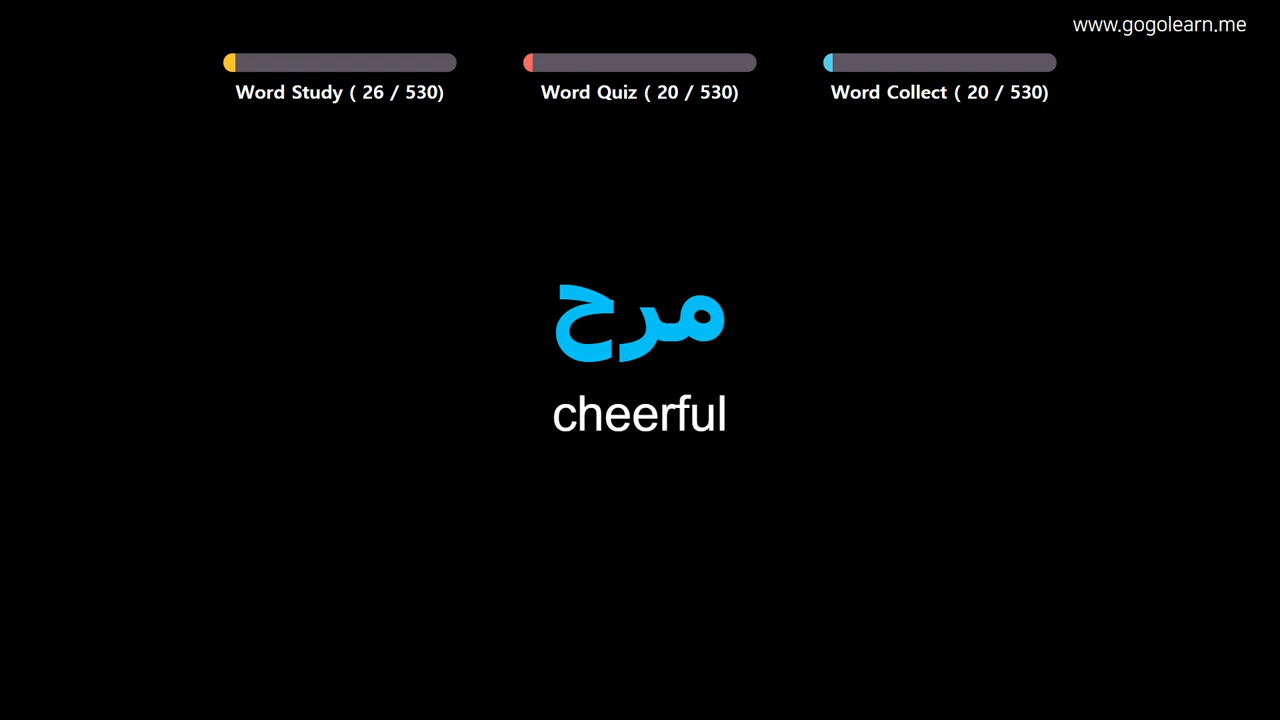 www.gogolearn.me
Word Study ( 26 / 530)
Word Quiz ( 20 / 530)
Word Collect ( 20 / 530)
مرح
cheerful